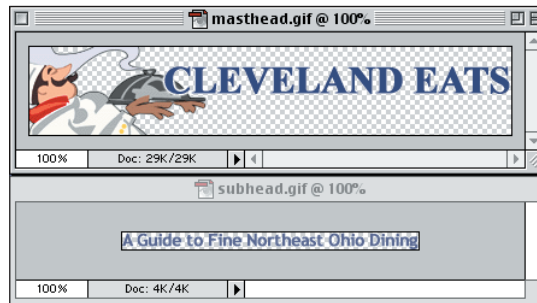 masthead.gif @ 100%
CLEVELAND EATS
100% Doc: 29K/29K
subhead.gif @ 100%
A Guide to Fine Northeast Ohio Dining
100% Doc: 4K/4K